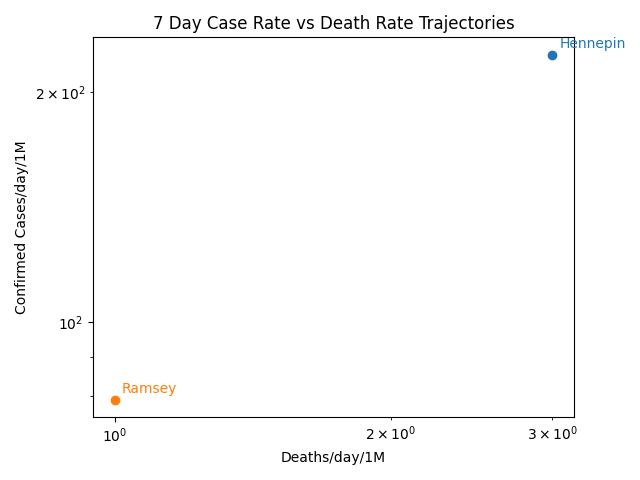 7 Day Case Rate vs Death Rate Trajectories
Hennepin
2 × 10²
Confirmed Cases/day/1M
10²
Ramsey
10⁰
2 × 10⁰
3 × 10⁰
Deaths/day/1M